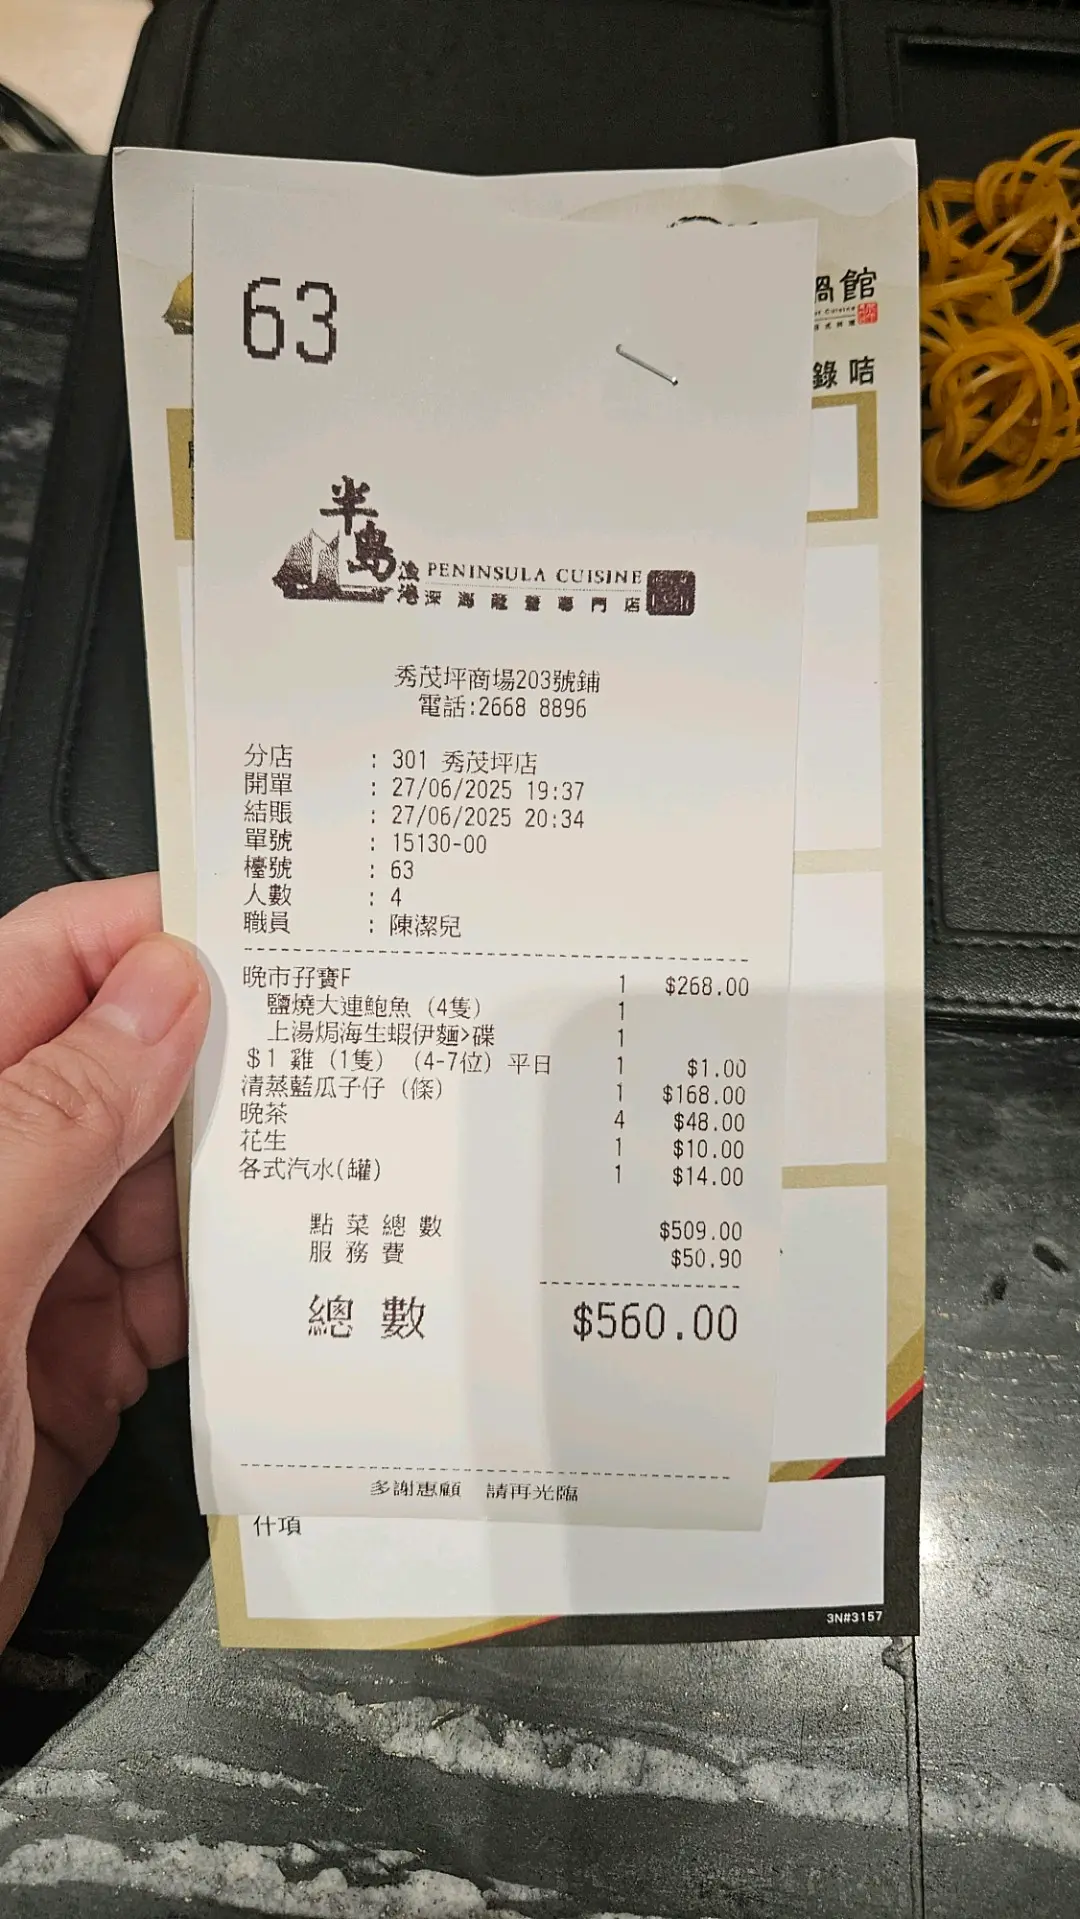 63
半島
漁港
PENINSULA CUISINE
深海龍躉專門店
鍋館
錄 咭
秀茂坪商場203號鋪
電話:2668 8896
分店 : 301 秀茂坪店
開單 : 27/06/2025 19:37
結賬 : 27/06/2025 20:34
單號 : 15130-00
檯號 : 63
人數 : 4
職員 : 陳潔兒
晚市孖寶F 1 $268.00
鹽燒大連鮑魚 (4隻) 1
上湯焗海生蝦伊麵>碟 1
$1 雞 (1隻) (4-7位) 平日 1 $1.00
清蒸藍瓜子仔 (條) 1 $168.00
晚茶 4 $48.00
花生 1 $10.00
各式汽水(罐) 1 $14.00
點菜總數 $509.00
服務費 $50.90
總數 $560.00
多謝惠顧 請再光臨
什項
3N#3157